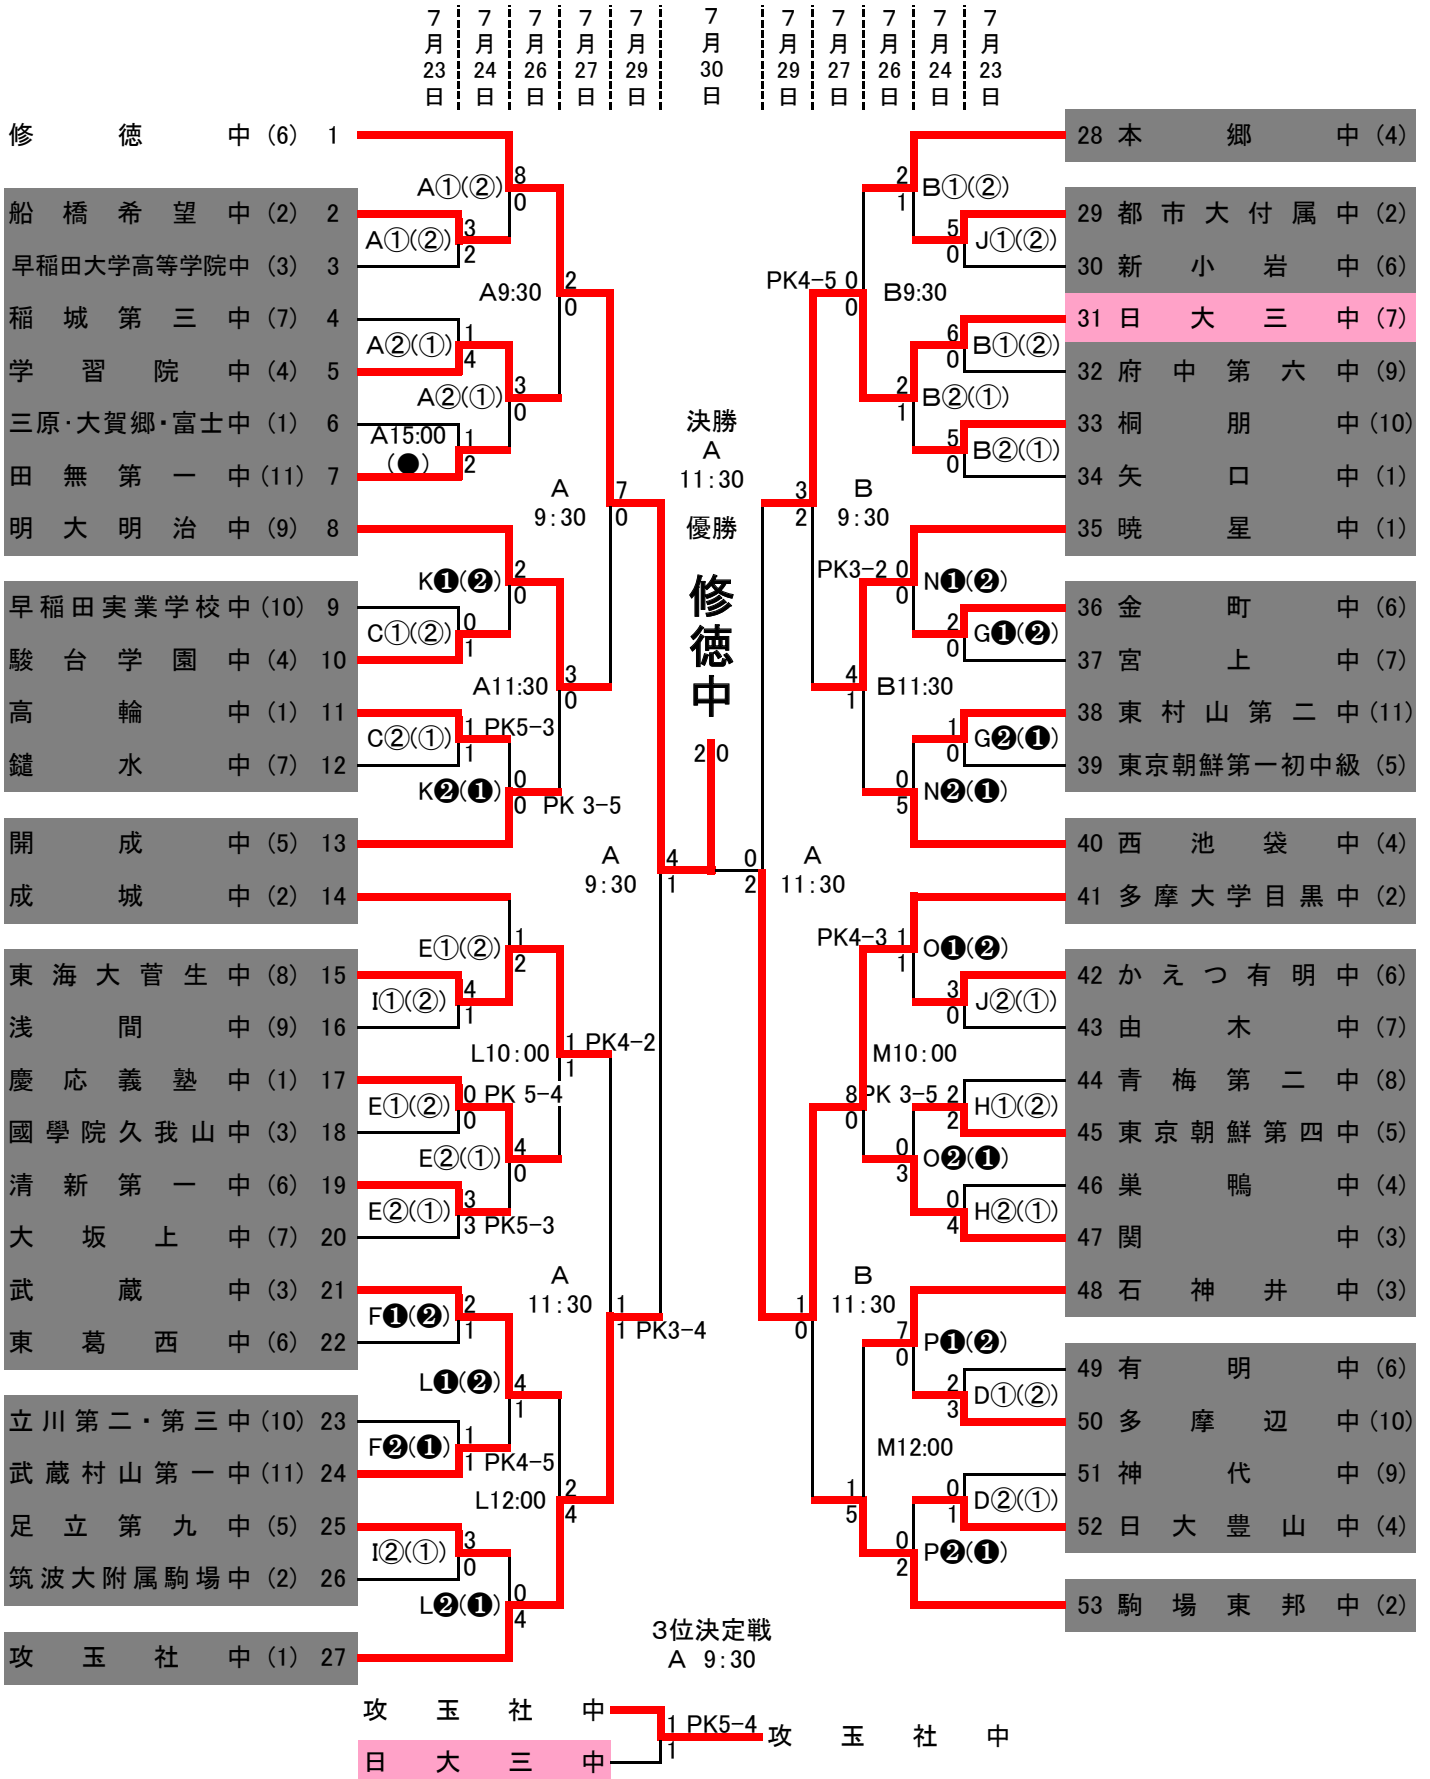 7月23日 7月24日 7月26日 7月27日 7月29日 7月30日 7月29日 7月27日 7月26日 7月24日 7月23日
修徳中(6) 1
船橋希望中(2) 2
早稲田大学高等学院中(3) 3
稲城第三中(7) 4
学習院中(4) 5
三原･大賀郷・富士中(1) 6
田無第一中(11) 7
明大明治中(9) 8
早稲田実業学校中(10) 9
駿台学園中(4) 10
高輪中(1) 11
鑓水中(7) 12
開成中(5) 13
成城中(2) 14
東海大菅生中(8) 15
浅間中(9) 16
慶応義塾中(1) 17
國學院久我山中(3) 18
清新第一中(6) 19
大坂上中(7) 20
武蔵中(3) 21
東葛西中(6) 22
立川第二・第三中(10) 23
武蔵村山第一中(11) 24
足立第九中(5) 25
筑波大附属駒場中(2) 26
攻玉社中(1) 27
A①(②) 3 2
A②(①) 1 4
A15:00(●) 1 2
C①(②) 0 1
C②(①) 1 1 PK5-3
I①(②) 4 1
E①(②) 0 0 PK 5-4
E②(①) 3 3 PK5-3
F❶(❷) 2 1
F❷(❶) 1 1 PK4-5
I②(①) 3 0
A①(②) 8 0
A②(①) 3 0
K❶(❷) 2 0
K❷(❶) 0 0 PK 3-5
E①(②) 1 2
E②(①) 4 0
L❶(❷) 4 1
L❷(❶) 0 4
A9:30 2 0
A11:30 3 0
L10:00 1 1 PK4-2
L12:00 2 4
A 9:30 7 0
A 11:30 1 1 PK3-4
A 9:30 4 1
決勝
A
11:30
優勝
修徳中
2 0
28 本郷中(4)
29 都市大付属中(2)
30 新小岩中(6)
31 日大三中(7)
32 府中第六中(9)
33 桐朋中(10)
34 矢口中(1)
35 暁星中(1)
36 金町中(6)
37 宮上中(7)
38 東村山第二中(11)
39 東京朝鮮第一初中級(5)
40 西池袋中(4)
41 多摩大学目黒中(2)
42 かえつ有明中(6)
43 由木中(7)
44 青梅第二中(8)
45 東京朝鮮第四中(5)
46 巣鴨中(4)
47 関中(3)
48 石神井中(3)
49 有明中(6)
50 多摩辺中(10)
51 神代中(9)
52 日大豊山中(4)
53 駒場東邦中(2)
5 0 J①(②)
6 0 B①(②)
5 0 B②(①)
2 0 G❶(❷)
1 0 G❷(❶)
3 0 J②(①)
PK 3-5 2 2 H①(②)
0 4 H②(①)
2 3 D①(②)
0 1 D②(①)
2 1 B①(②)
2 1 B②(①)
PK3-2 0 0 N❶(❷)
0 5 N❷(❶)
PK4-3 1 1 O❶(❷)
0 3 O❷(❶)
7 0 P❶(❷)
0 2 P❷(❶)
PK4-5 0 0 B9:30
4 1 B11:30
8 0 M10:00
1 5 M12:00
3 2 B 9:30
1 0 B 11:30
0 2 A 11:30
3位決定戦
A 9:30
攻玉社中
日大三中
1 1 PK5-4
攻玉社中